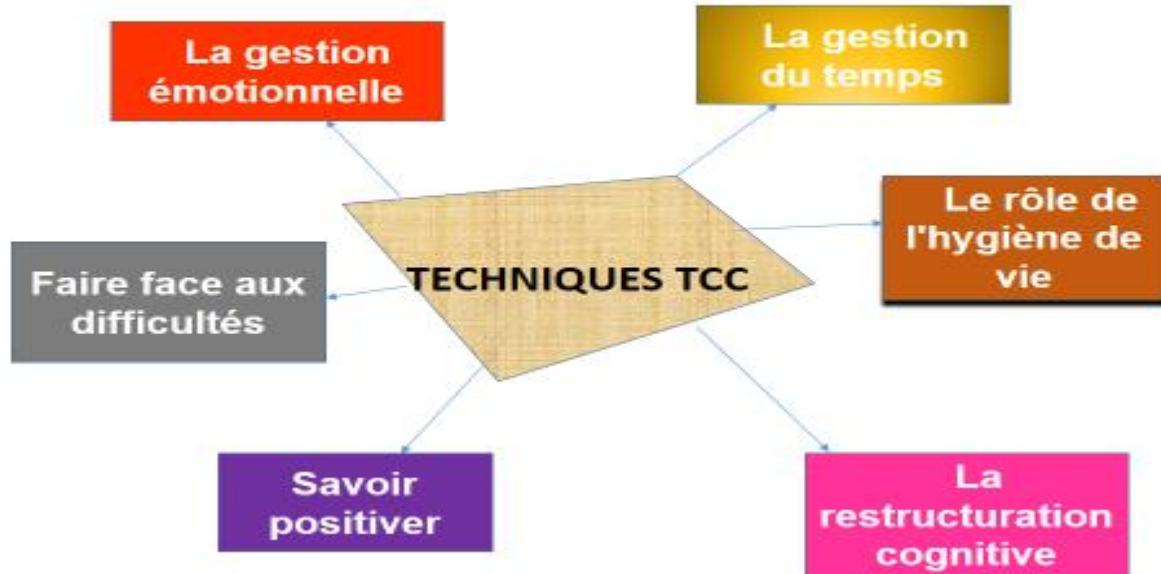 La gestion
émotionnelle
La gestion
du temps
Le rôle de
l'hygiène de
vie
TECHNIQUES TCC
Faire face aux
difficultés
Savoir
positiver
La
restructuration
cognitive